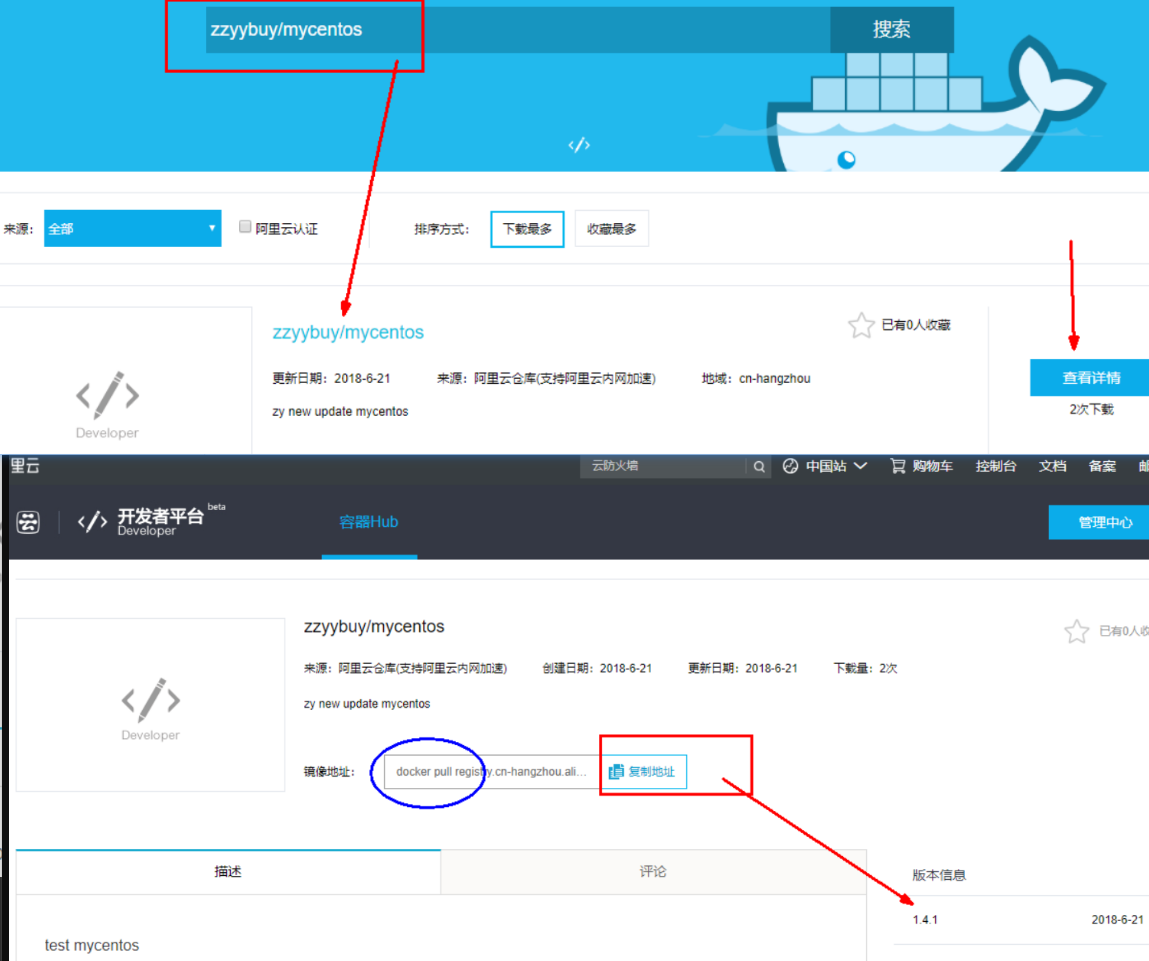 zzyybuy/mycentos 搜索
</>
来源: 全部 阿里云认证 排序方式: 下载最多 收藏最多
zzyybuy/mycentos 已有0人收藏
更新日期: 2018-6-21 来源: 阿里云仓库(支持阿里云内网加速) 地域: cn-hangzhou 查看详情
zy new update mycentos 2次下载
Developer
里云 云防火墙 中国站 购物车 控制台 文档 备案
</> 开发者平台 beta 容器Hub 管理中心
Developer
zzyybuy/mycentos 已有0人收
来源: 阿里云仓库(支持阿里云内网加速) 创建日期: 2018-6-21 更新日期: 2018-6-21 下载量: 2次
zy new update mycentos
Developer
镜像地址: docker pull registry.cn-hangzhou.ali... 复制地址
描述 评论 版本信息
1.4.1 2018-6-21
test mycentos